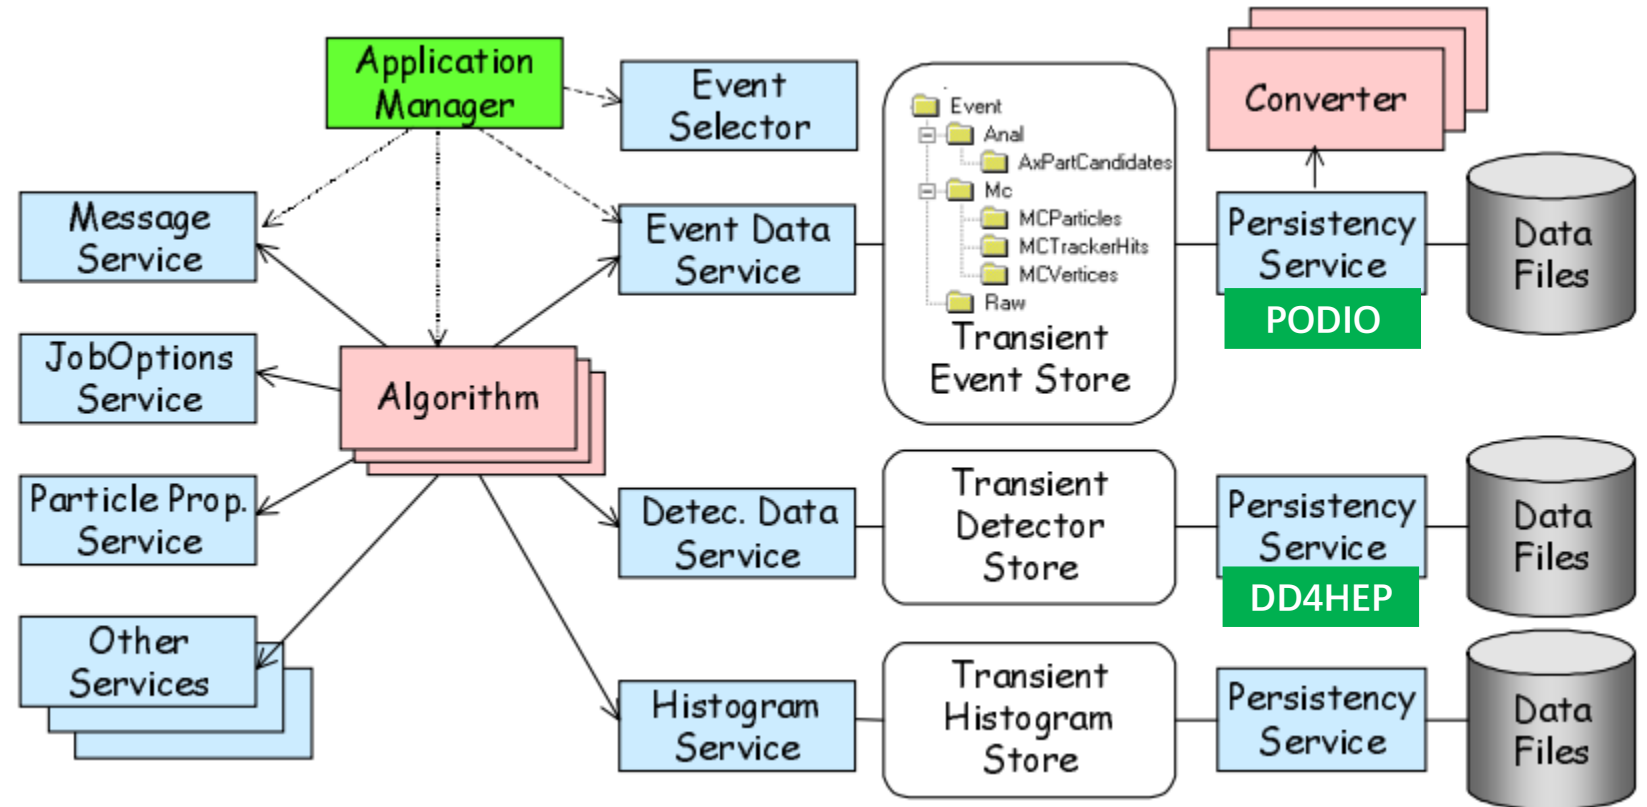 Application
Manager
Event
Selector
Event
Anal
AxPartCandidates
Mc
MCParticles
MCTrackerHits
MCVertices
Raw
Transient
Event Store
Converter
Message
Service
Event Data
Service
Persistency
Service
PODIO
Data
Files
JobOptions
Service
Algorithm
Particle Prop.
Service
Detec. Data
Service
Transient
Detector
Store
Persistency
Service
DD4HEP
Data
Files
Other
Services
Histogram
Service
Transient
Histogram
Store
Persistency
Service
Data
Files